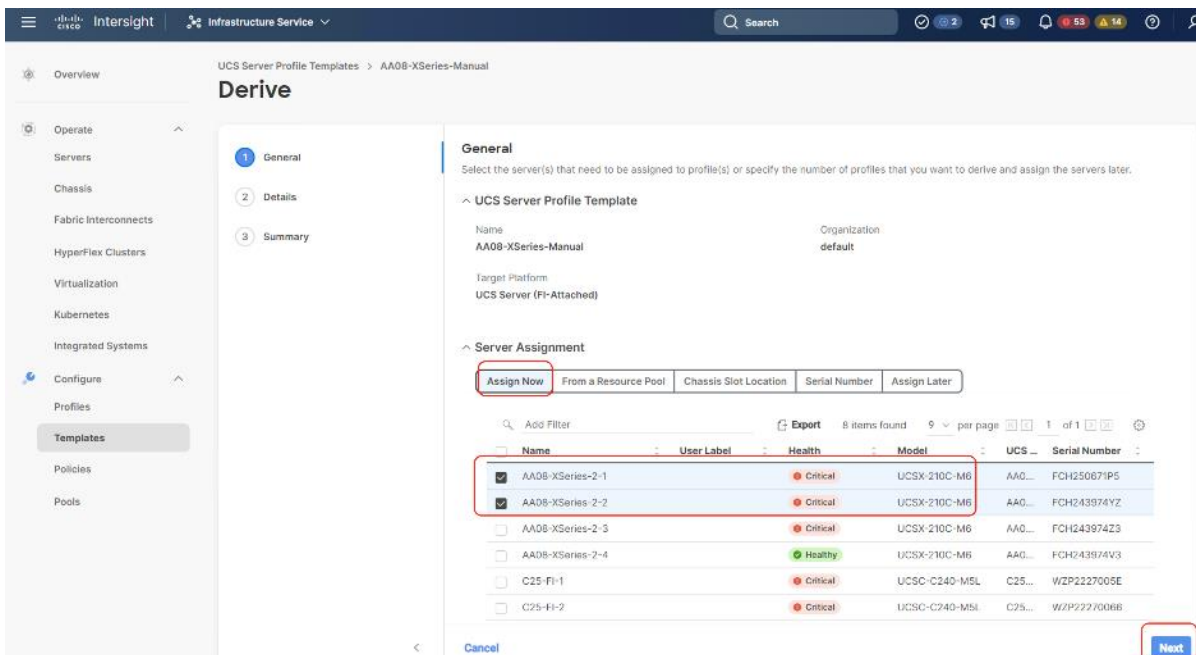 cisco Intersight
Infrastructure Service
Search
2
15
53
14
Overview
Operate
Servers
Chassis
Fabric Interconnects
HyperFlex Clusters
Virtualization
Kubernetes
Integrated Systems
Configure
Profiles
Templates
Policies
Pools
UCS Server Profile Templates > AA08-XSeries-Manual
Derive
1 General
2 Details
3 Summary
General
Select the server(s) that need to be assigned to profile(s) or specify the number of profiles that you want to derive and assign the servers later.
UCS Server Profile Template
Name Organization
AA08-XSeries-Manual default
Target Platform
UCS Server (FI-Attached)
Server Assignment
Assign Now From a Resource Pool Chassis Slot Location Serial Number Assign Later
Add Filter Export 8 items found 9 per page 1 of 1
Name User Label Health Model UCS ... Serial Number
AA08-XSeries-2-1 Critical UCSX-210C-M6 AA0... FCH250671P5
AA08-XSeries-2-2 Critical UCSX-210C-M6 AA0... FCH243974YZ
AA08-XSeries-2-3 Critical UCSX-210C-M6 AA0... FCH243974Z3
AA08-XSeries-2-4 Healthy UCSX-210C-M6 AA0... FCH243974V3
C25-FI-1 Critical UCSC-C240-M5L C25... WZP2227005E
C25-FI-2 Critical UCSC-C240-M5L C25... WZP22270066
Cancel Next